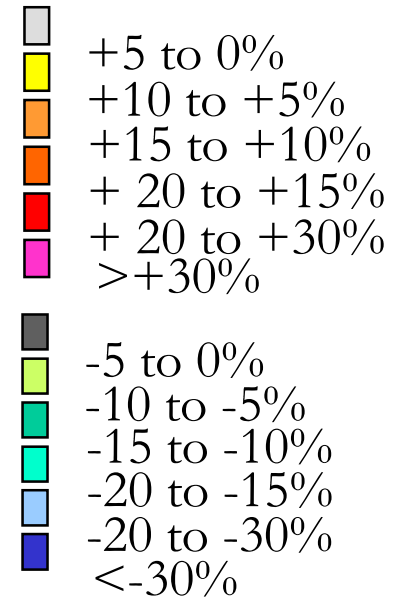 +5 to 0%
+10 to +5%
+15 to +10%
+ 20 to +15%
+ 20 to +30%
>+30%
-5 to 0%
-10 to -5%
-15 to -10%
-20 to -15%
-20 to -30%
<-30%